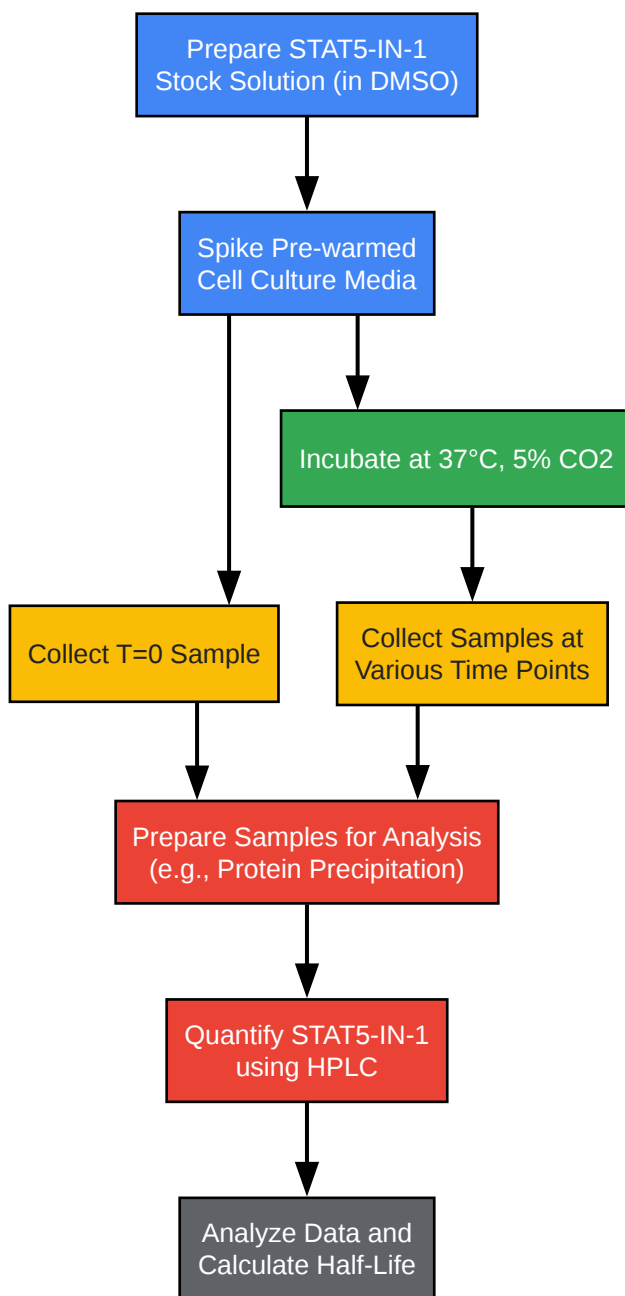 Prepare STAT5-IN-1
Stock Solution (in DMSO)
Spike Pre-warmed
Cell Culture Media
Incubate at 37°C, 5% CO2
Collect T=0 Sample
Collect Samples at
Various Time Points
Prepare Samples for Analysis
(e.g., Protein Precipitation)
Quantify STAT5-IN-1
using HPLC
Analyze Data and
Calculate Half-Life